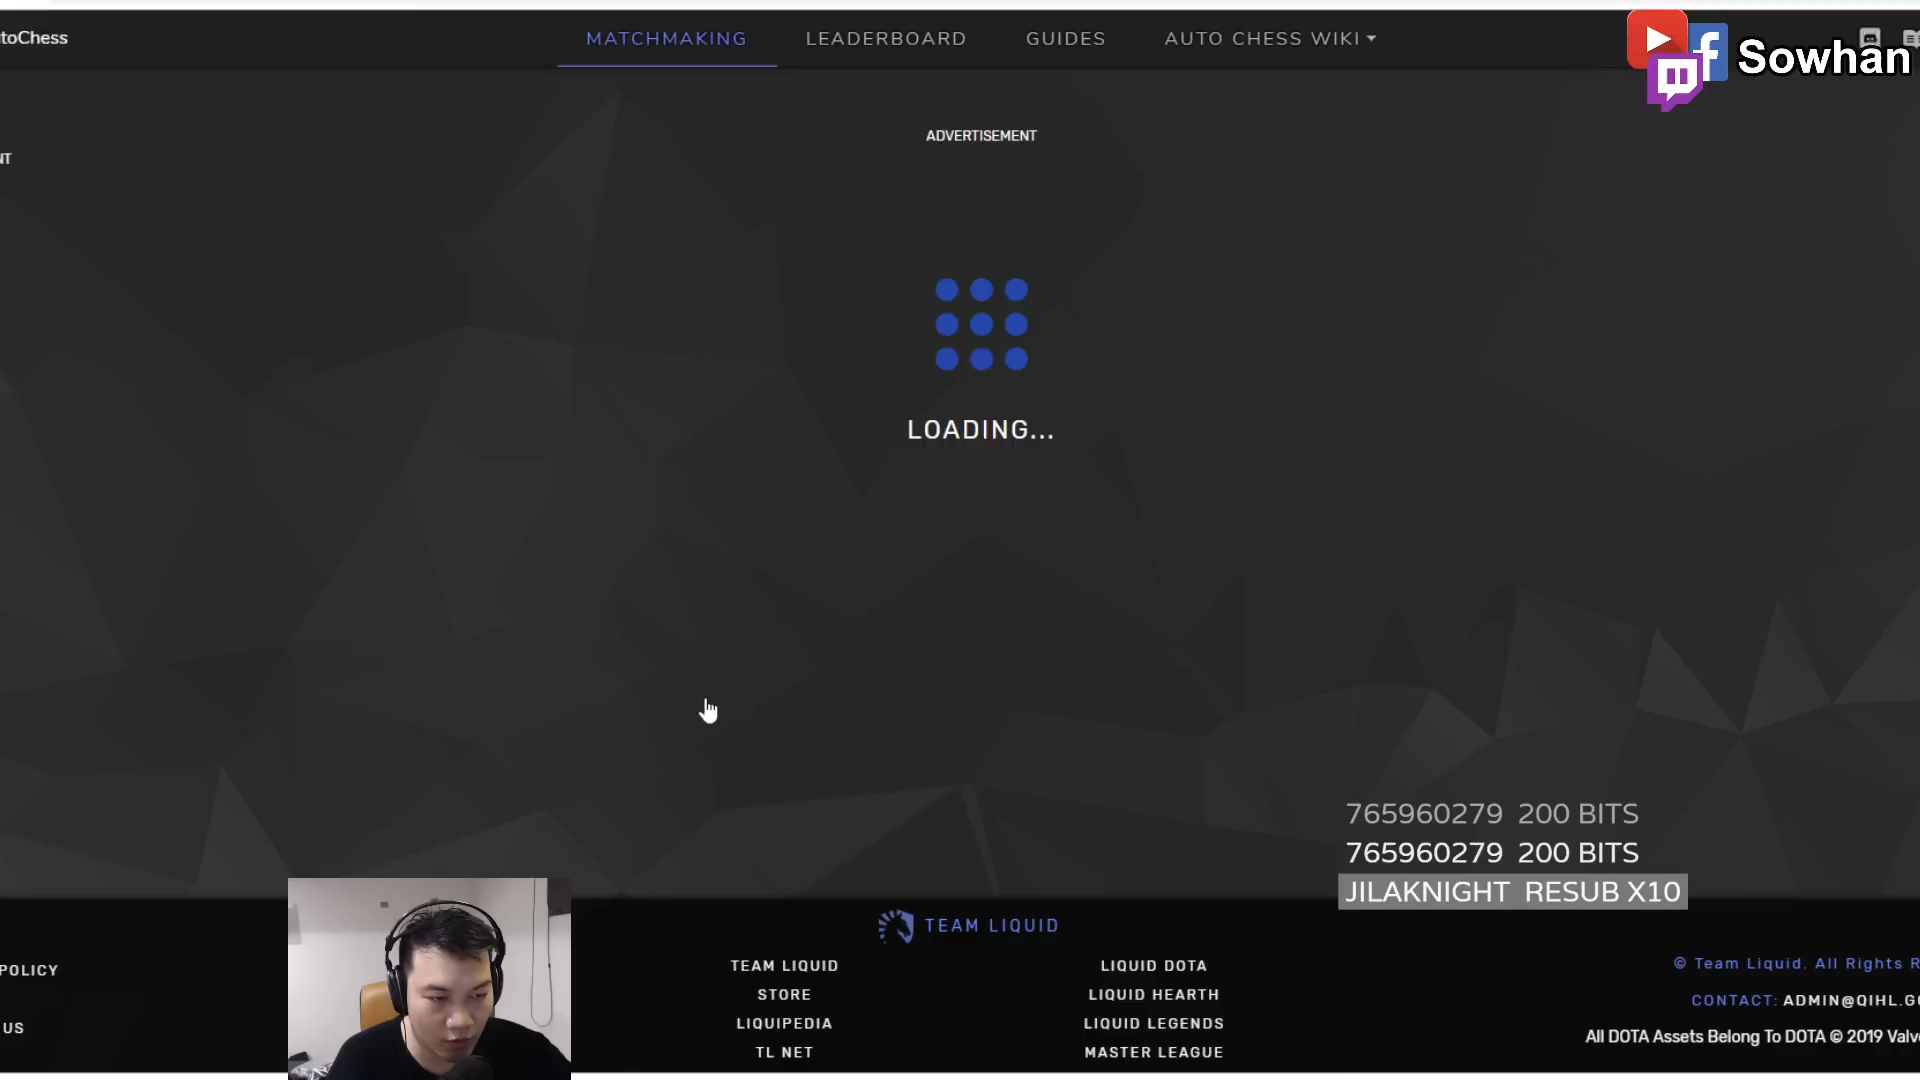 toChess
MATCHMAKING LEADERBOARD GUIDES AUTO CHESS WIKI
Sowhan
ADVERTISEMENT
NT
LOADING...
765960279 200 BITS
765960279 200 BITS
JILAKNIGHT RESUB X10
TEAM LIQUID
POLICY
US
TEAM LIQUID
STORE
LIQUIPEDIA
TL NET
LIQUID DOTA
LIQUID HEARTH
LIQUID LEGENDS
MASTER LEAGUE
© Team Liquid. All Rights R
CONTACT: ADMIN@QIHL.G
All DOTA Assets Belong To DOTA © 2019 Valv